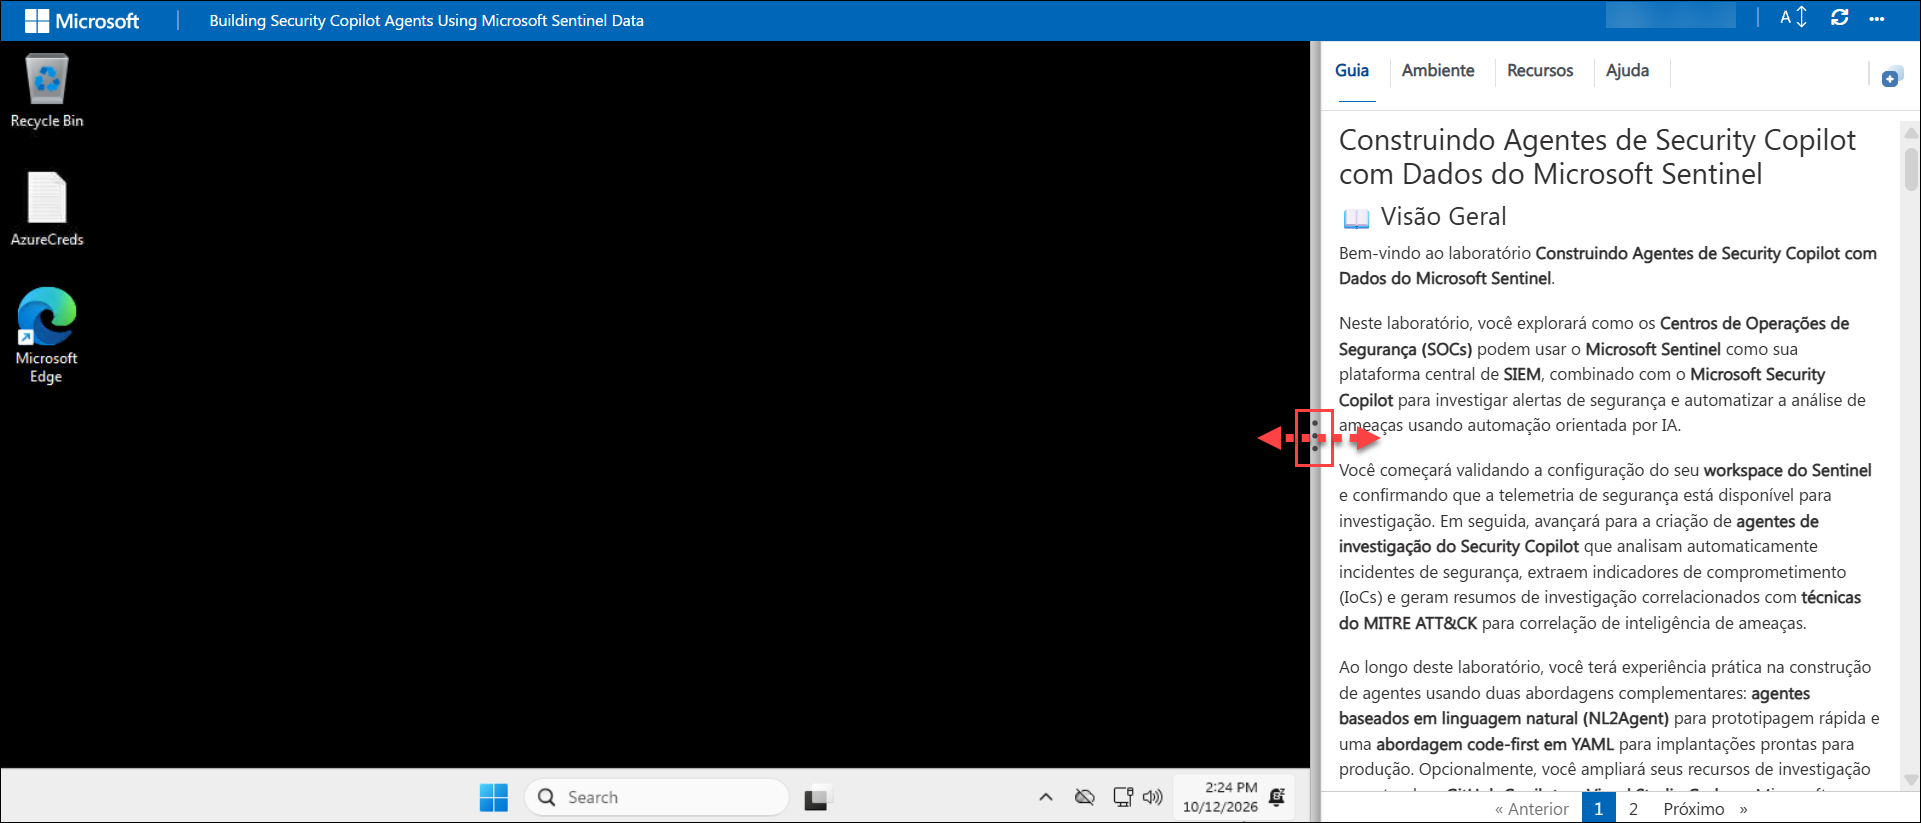 Microsoft
Building Security Copilot Agents Using Microsoft Sentinel Data
A
Recycle Bin
AzureCreds
Microsoft
Edge
Search
2:24 PM
10/12/2026
Guia
Ambiente
Recursos
Ajuda
Construindo Agentes de Security Copilot
com Dados do Microsoft Sentinel
Visão Geral
Bem-vindo ao laboratório Construindo Agentes de Security Copilot com
Dados do Microsoft Sentinel.
Neste laboratório, você explorará como os Centros de Operações de
Segurança (SOCs) podem usar o Microsoft Sentinel como sua
plataforma central de SIEM, combinado com o Microsoft Security
Copilot para investigar alertas de segurança e automatizar a análise de
ameaças usando automação orientada por IA.
Você começará validando a configuração do seu workspace do Sentinel
e confirmando que a telemetria de segurança está disponível para
investigação. Em seguida, avançará para a criação de agentes de
investigação do Security Copilot que analisam automaticamente
incidentes de segurança, extraem indicadores de comprometimento
(IoCs) e geram resumos de investigação correlacionados com técnicas
do MITRE ATT&CK para correlação de inteligência de ameaças.
Ao longo deste laboratório, você terá experiência prática na construção
de agentes usando duas abordagens complementares: agentes
baseados em linguagem natural (NL2Agent) para prototipagem rápida e
uma abordagem code-first em YAML para implantações prontas para
produção. Opcionalmente, você ampliará seus recursos de investigação
« Anterior
1
2
Próximo »